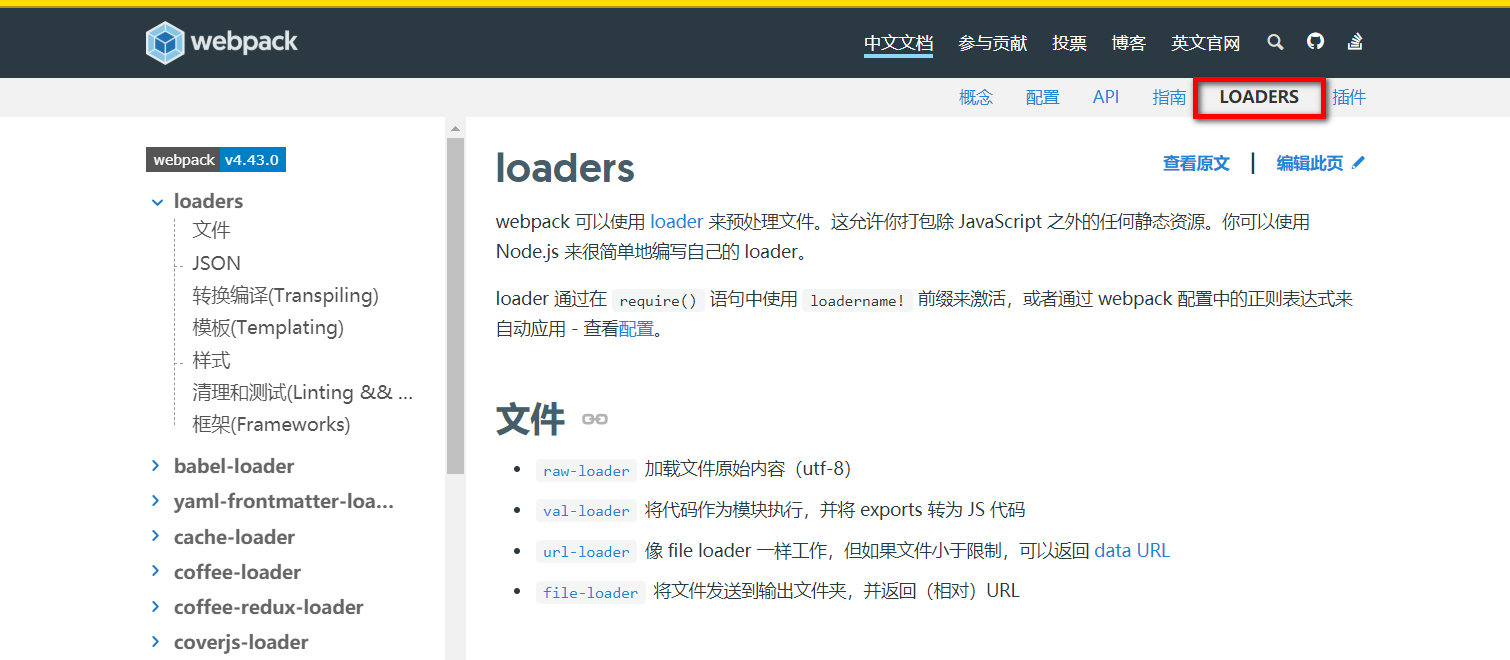 webpack
中文文档 参与贡献 投票 博客 英文官网
概念 配置 API 指南 LOADERS 插件
webpack v4.43.0
loaders
文件
JSON
转换编译(Transpiling)
模板(Templating)
样式
清理和测试(Linting && ...
框架(Frameworks)
babel-loader
yaml-frontmatter-loa...
cache-loader
coffee-loader
coffee-redux-loader
coverjs-loader
loaders
查看原文 | 编辑此页
webpack 可以使用 loader 来预处理文件。这允许你打包除 JavaScript 之外的任何静态资源。你可以使用
Node.js 来很简单地编写自己的 loader。
loader 通过在 require() 语句中使用 loadername! 前缀来激活，或者通过 webpack 配置中的正则表达式来
自动应用 - 查看配置。
文件
• raw-loader 加载文件原始内容（utf-8）
• val-loader 将代码作为模块执行，并将 exports 转为 JS 代码
• url-loader 像 file loader 一样工作，但如果文件小于限制，可以返回 data URL
• file-loader 将文件发送到输出文件夹，并返回（相对）URL